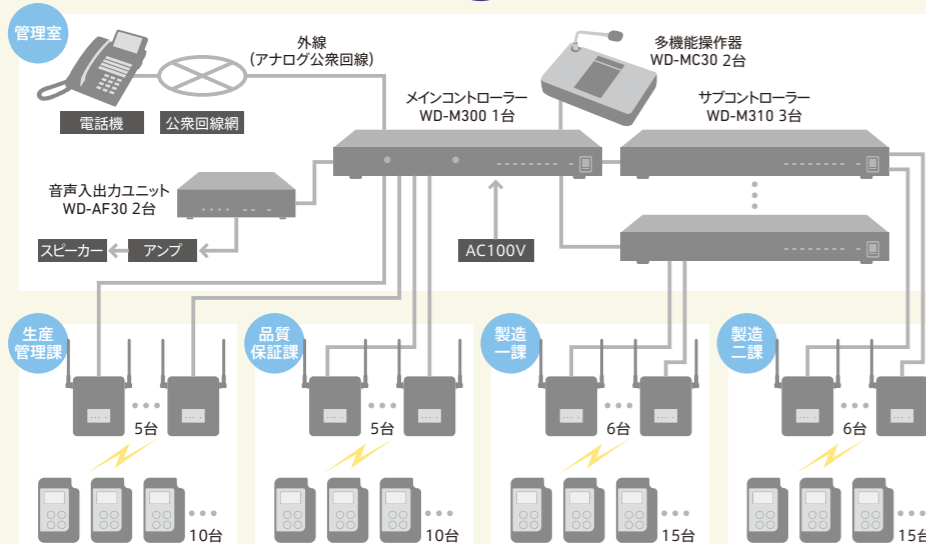 管理室
外線
(アナログ公衆回線)
多機能操作器
WD-MC30 2台
メインコントローラー
WD-M300 1台
サブコントローラー
WD-M310 3台
電話機
公衆回線網
音声入出力ユニット
WD-AF30 2台
スピーカー
アンプ
AC100V
生産
管理課
5台
10台
品質
保証課
5台
10台
製造
一課
6台
15台
製造
二課
6台
15台